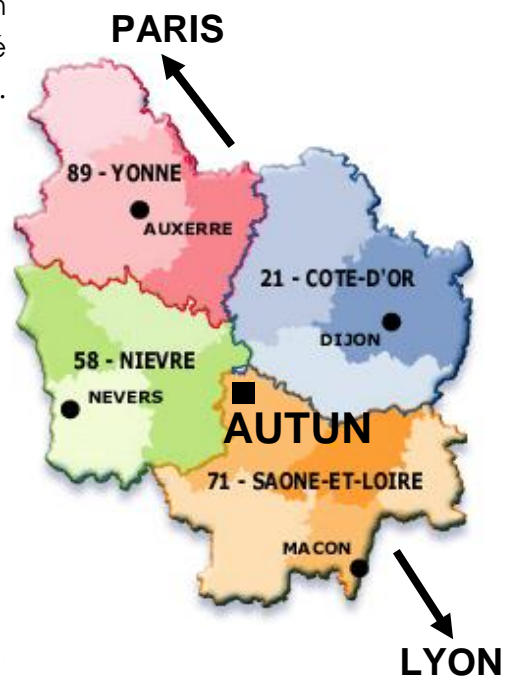 n
é
.
PARIS
89 - YONNE
AUXERRE
21 - COTE-D'OR
DIJON
58 - NIEVRE
NEVERS
AUTUN
71 - SAONE-ET-LOIRE
MACON
LYON